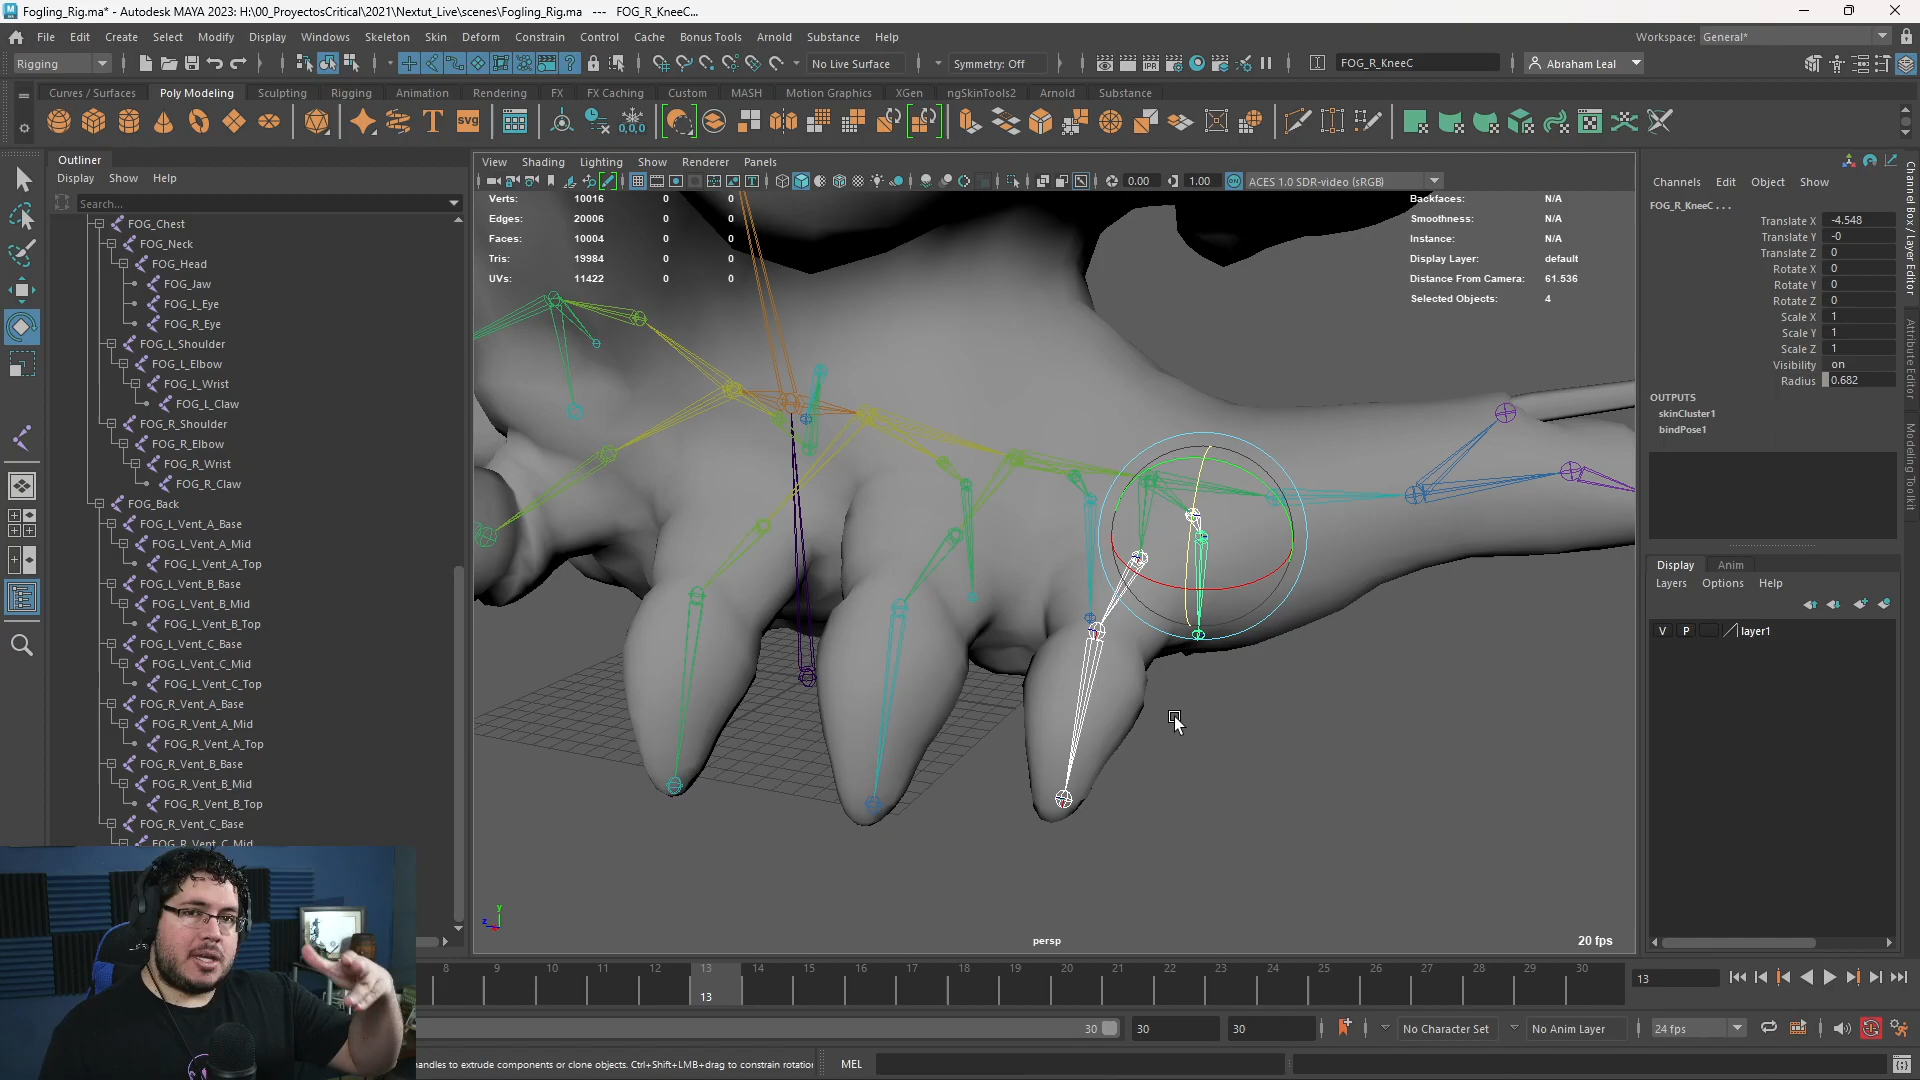 Fogling_Rig.ma* - Autodesk MAYA 2023: H:\00_ProyectosCritical\2021\Nextut_Live\scenes\Fogling_Rig.ma   ---   FOG_R_KneeC...
File Edit Create Select Modify Display Windows Skeleton Skin Deform Constrain Control Cache Bonus Tools Arnold Substance Help
Workspace: General*
Rigging
No Live Surface
Symmetry: Off
FOG_R_KneeC
Abraham Leal
Curves / Surfaces Poly Modeling Sculpting Rigging Animation Rendering FX FX Caching Custom MASH Motion Graphics XGen ngSkinTools2 Arnold Substance
Outliner
Display Show Help
Search...
FOG_Chest
FOG_Neck
FOG_Head
FOG_Jaw
FOG_L_Eye
FOG_R_Eye
FOG_L_Shoulder
FOG_L_Elbow
FOG_L_Wrist
FOG_L_Claw
FOG_R_Shoulder
FOG_R_Elbow
FOG_R_Wrist
FOG_R_Claw
FOG_Back
FOG_L_Vent_A_Base
FOG_L_Vent_A_Mid
FOG_L_Vent_A_Top
FOG_L_Vent_B_Base
FOG_L_Vent_B_Mid
FOG_L_Vent_B_Top
FOG_L_Vent_C_Base
FOG_L_Vent_C_Mid
FOG_L_Vent_C_Top
FOG_R_Vent_A_Base
FOG_R_Vent_A_Mid
FOG_R_Vent_A_Top
FOG_R_Vent_B_Base
FOG_R_Vent_B_Mid
FOG_R_Vent_B_Top
FOG_R_Vent_C_Base
FOG_R_Vent_C_Mid
View Shading Lighting Show Renderer Panels
0.00 1.00 ACES 1.0 SDR-video (sRGB)
Verts: 10016 0 0
Edges: 20006 0 0
Faces: 10004 0 0
Tris: 19984 0 0
UVs: 11422 0 0
Backfaces: N/A
Smoothness: N/A
Instance: N/A
Display Layer: default
Distance From Camera: 61.536
Selected Objects: 4
persp
20 fps
Channels Edit Object Show
FOG_R_KneeC . . .
Translate X -4.548
Translate Y -0
Translate Z 0
Rotate X 0
Rotate Y 0
Rotate Z 0
Scale X 1
Scale Y 1
Scale Z 1
Visibility on
Radius 0.682
OUTPUTS
skinCluster1
bindPose1
Display Anim
Layers Options Help
V P layer1
Channel Box / Layer Editor
Attribute Editor
Modeling Toolkit
8 9 10 11 12 13 14 15 16 17 18 19 20 21 22 23 24 25 26 27 28 29 30
13
13
30 30 30
No Character Set
No Anim Layer
24 fps
andles to extrude components or clone objects. Ctrl+Shift+LMB+drag to constrain rotation
MEL